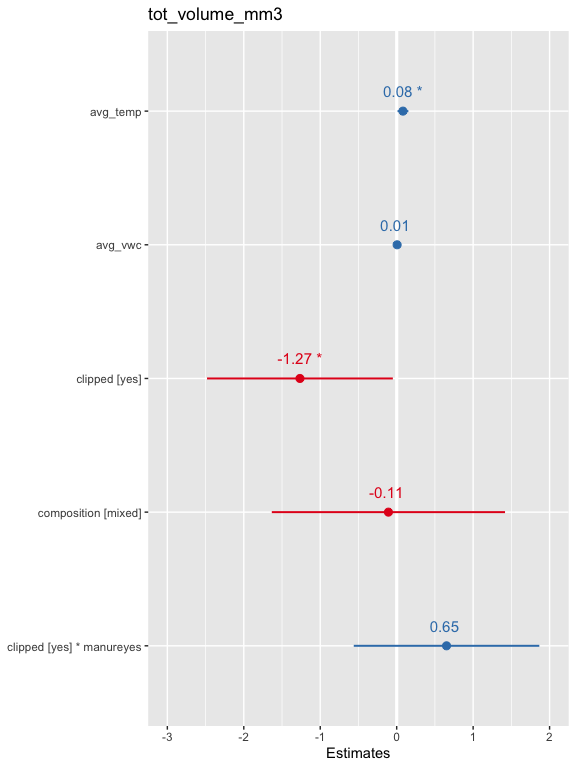 tot_volume_mm3
0.08 *
avg_temp
0.01
avg_vwc
-1.27 *
clipped [yes]
-0.11
composition [mixed]
0.65
clipped [yes] * manureyes
-3 -2 -1 0 1 2
Estimates